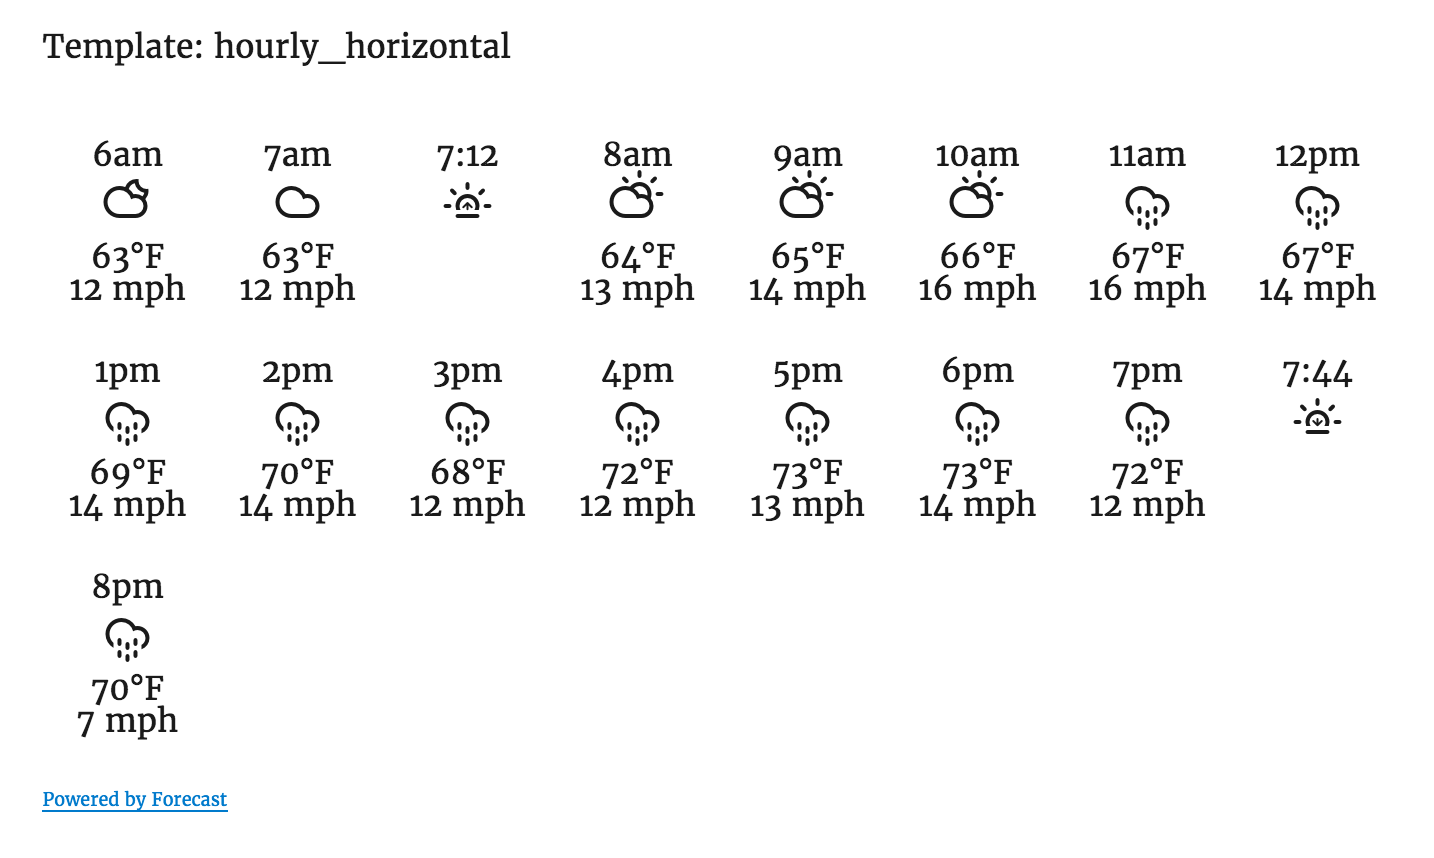 Template: hourly_horizontal
6am 7am 7:12 8am 9am 10am 11am 12pm
63°F 63°F 64°F 65°F 66°F 67°F 67°F
12 mph 12 mph 13 mph 14 mph 16 mph 16 mph 14 mph
1pm 2pm 3pm 4pm 5pm 6pm 7pm 7:44
69°F 70°F 68°F 72°F 73°F 73°F 72°F
14 mph 14 mph 12 mph 12 mph 13 mph 14 mph 12 mph
8pm
70°F
7 mph
Powered by Forecast